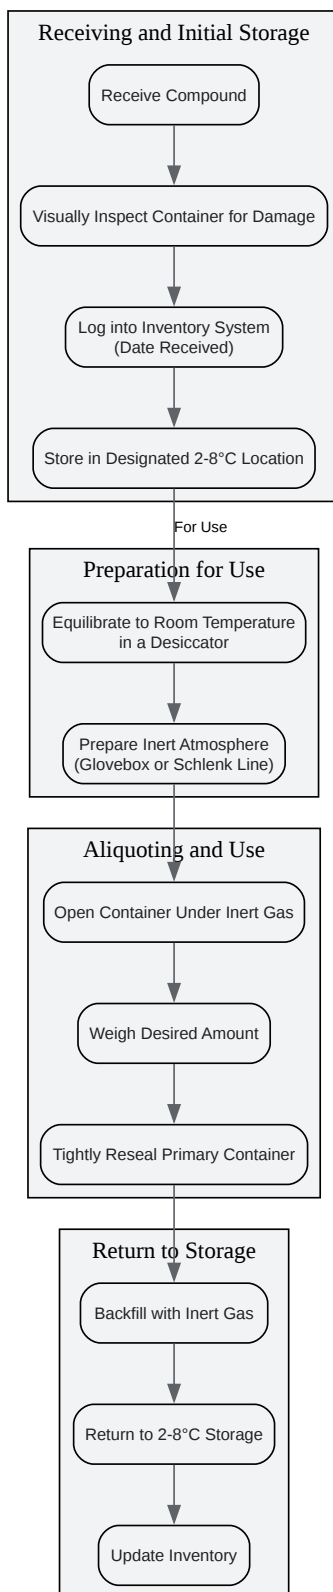 Receiving and Initial Storage
Receive Compound
Visually Inspect Container for Damage
Log into Inventory System
(Date Received)
Store in Designated 2-8°C Location
For Use
Preparation for Use
Equilibrate to Room Temperature
in a Desiccator
Prepare Inert Atmosphere
(Glovebox or Schlenk Line)
Aliquoting and Use
Open Container Under Inert Gas
Weigh Desired Amount
Tightly Reseal Primary Container
Return to Storage
Backfill with Inert Gas
Return to 2-8°C Storage
Update Inventory